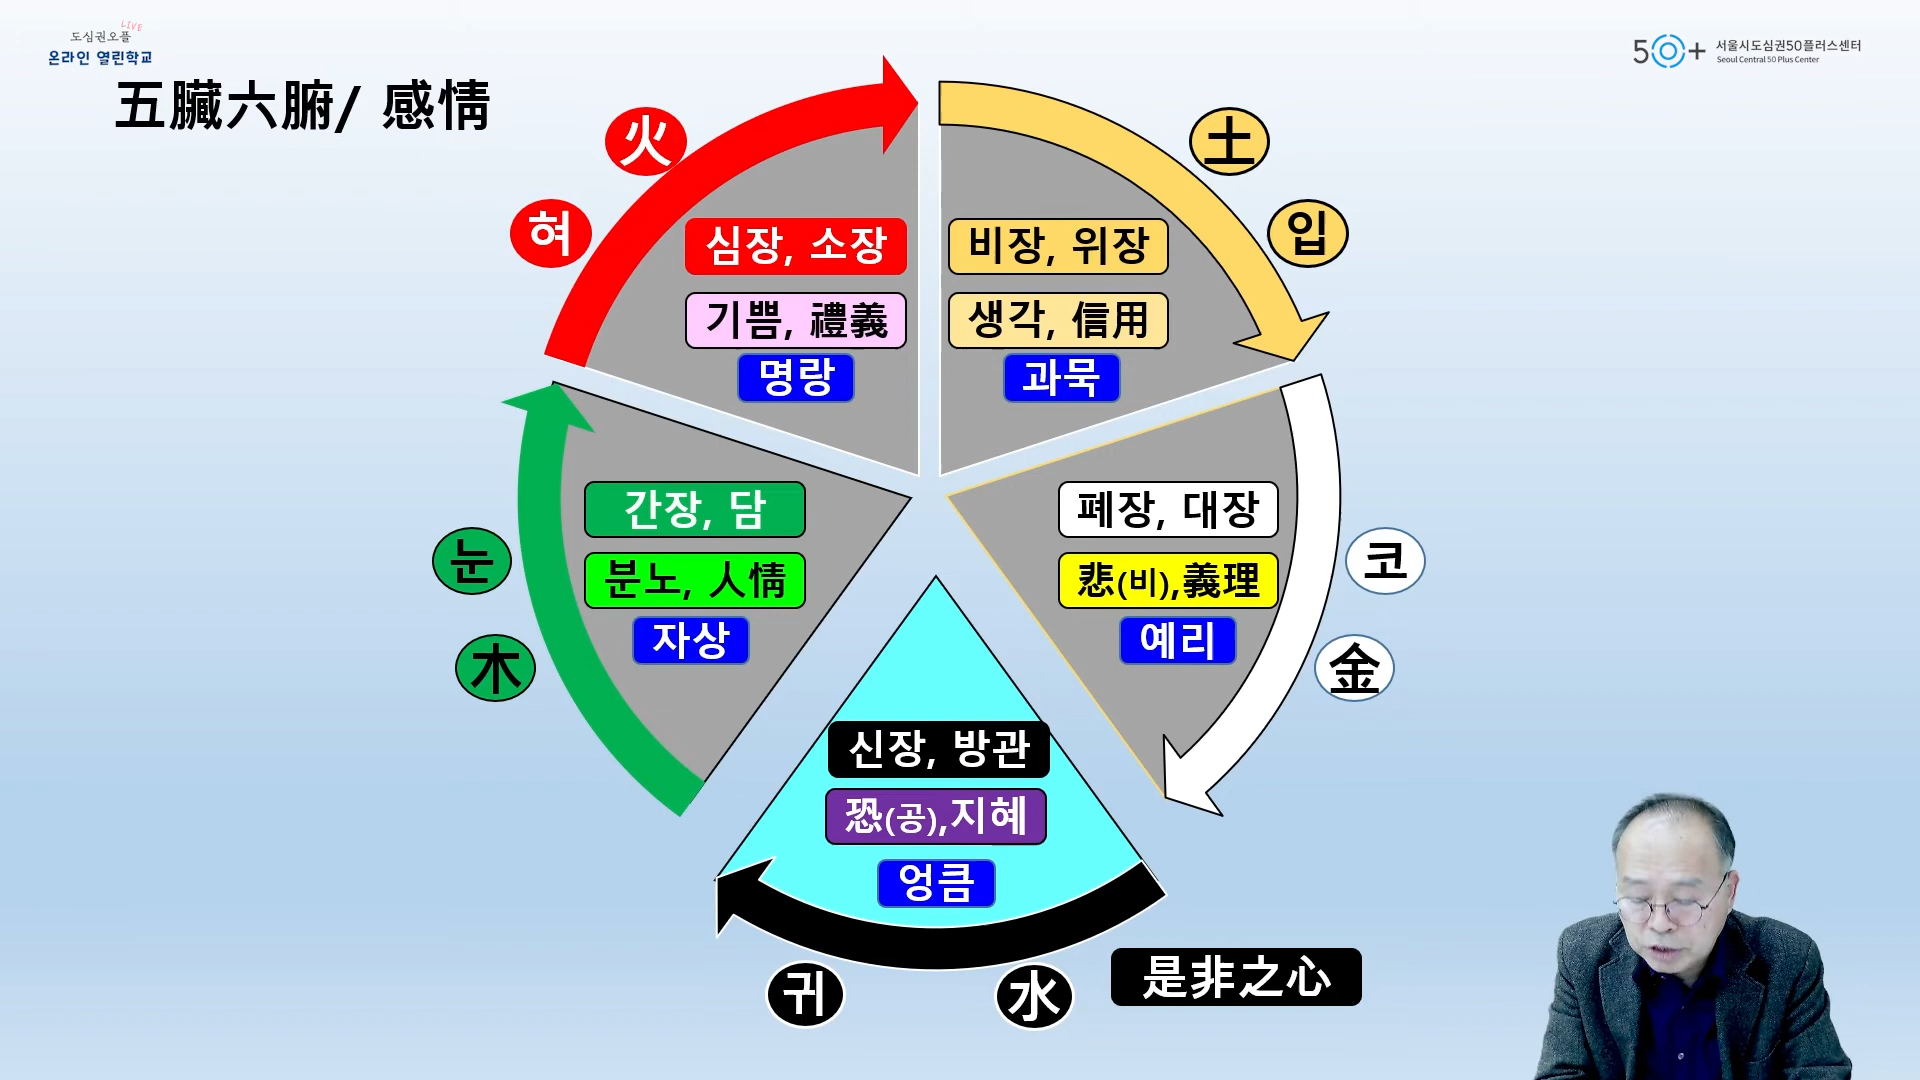 LIVE
도심권오플
온라인 열린학교
50+ 서울시도심권50플러스센터
Seoul Central 50 Plus Center
五臟六腑/ 感情
火
혀
심장, 소장
기쁨, 禮義
명랑
土
입
비장, 위장
생각, 信用
과묵
눈
木
간장, 담
분노, 人情
자상
폐장, 대장
悲(비),義理
예리
코
金
신장, 방관
恐(공),지혜
엉큼
귀
水
是非之心